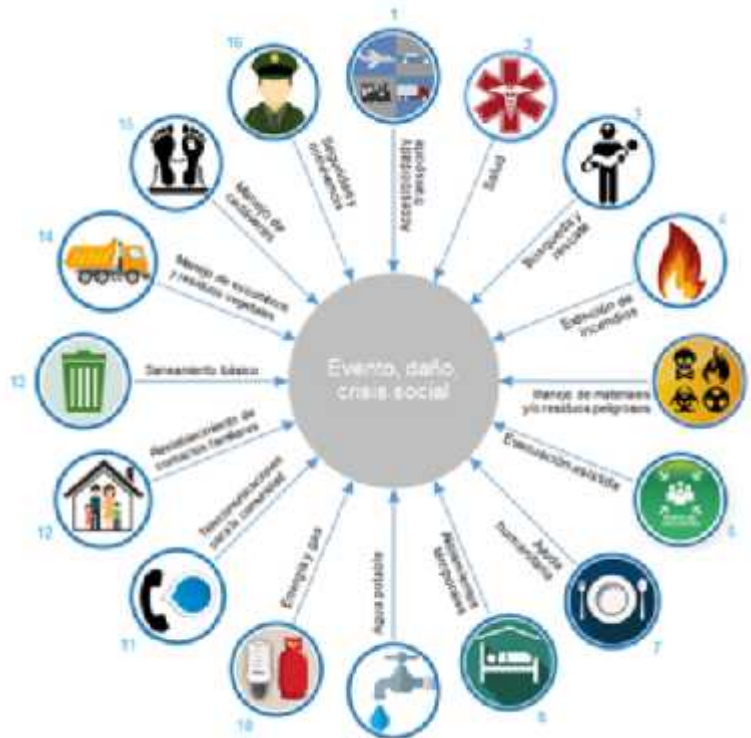 1
Accesibilidad y
transporte
2
Salud
3
Búsqueda y
rescate
4
Extinción de
incendios
Manejo de materiales
y/o residuos peligrosos
Evacuación asistida
6
Ayuda
humanitaria
7
Alojamientos
temporales
8
Agua potable
Energía y gas
10
Telecomunicaciones
para la comunidad
11
Restablecimiento de
contactos familiares
12
Saneamiento básico
13
Manejo de escombros
y residuos vegetales
14
Manejo de
cadáveres
15
Seguridad y
convivencia
16
Evento, daño,
crisis social